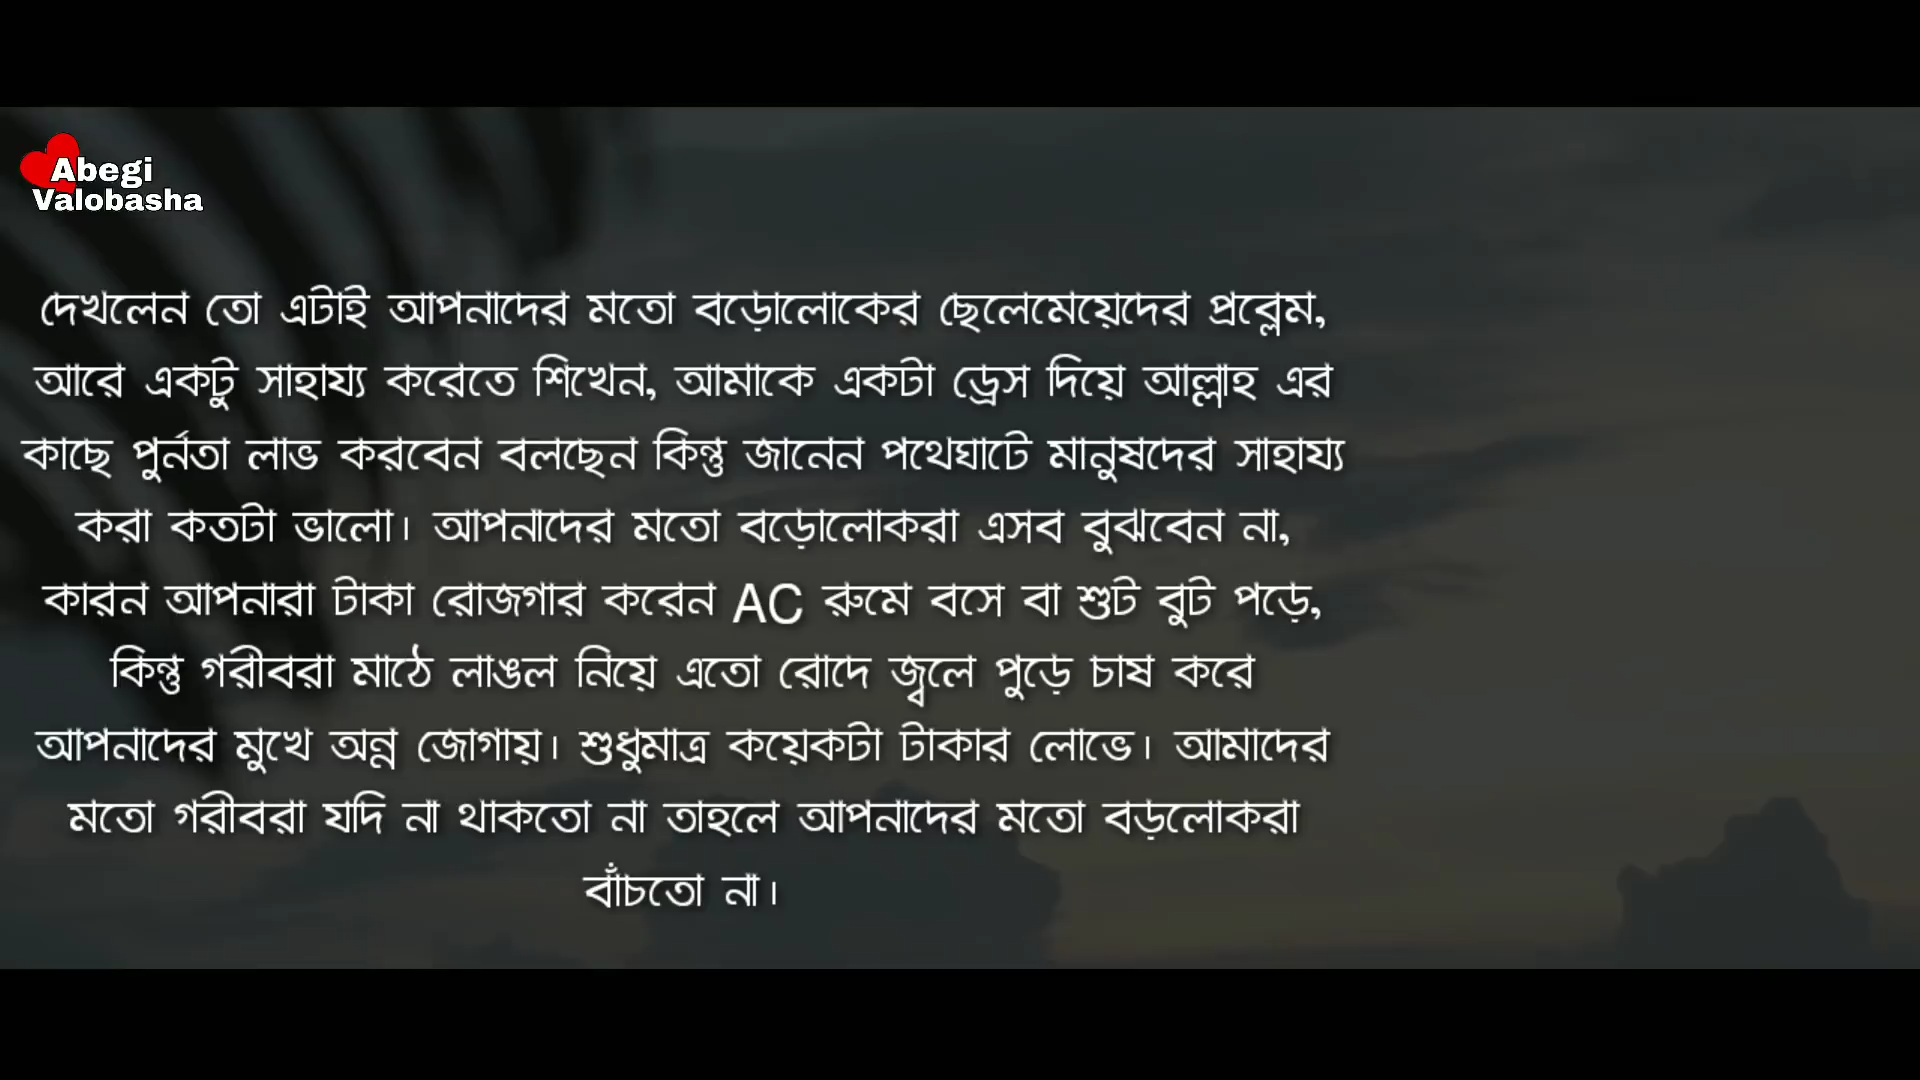 Abegi
Valobasha
দেখলেন তো এটাই আপনাদের মতো বড়োলোকের ছেলেমেয়েদের প্রব্লেম,
আরে একটু সাহায্য করেতে শিখেন, আমাকে একটা ড্রেস দিয়ে আল্লাহ এর
কাছে পুর্নতা লাভ করবেন বলছেন কিন্তু জানেন পথেঘাটে মানুষদের সাহায্য
করা কতটা ভালো। আপনাদের মতো বড়োলোকরা এসব বুঝবেন না,
কারন আপনারা টাকা রোজগার করেন AC রুমে বসে বা শুট বুট পড়ে,
কিন্তু গরীবরা মাঠে লাঙল নিয়ে এতো রোদে জ্বলে পুড়ে চাষ করে
আপনাদের মুখে অন্ন জোগায়। শুধুমাত্র কয়েকটা টাকার লোভে। আমাদের
মতো গরীবরা যদি না থাকতো না তাহলে আপনাদের মতো বড়লোকরা
বাঁচতো না।